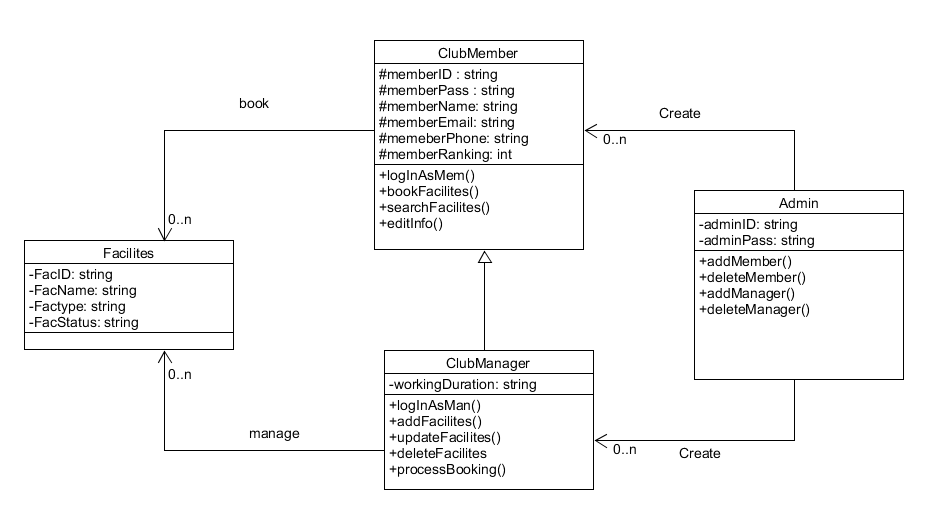 ClubMember
#memberID : string
#memberPass : string
#memberName: string
#memberEmail: string
#memeberPhone: string
#memberRanking: int
+logInAsMem()
+bookFacilites()
+searchFacilites()
+editInfo()
book
0..n
Create
0..n
Admin
-adminID: string
-adminPass: string
+addMember()
+deleteMember()
+addManager()
+deleteManager()
Facilites
-FacID: string
-FacName: string
-Factype: string
-FacStatus: string
0..n
manage
ClubManager
-workingDuration: string
+logInAsMan()
+addFacilites()
+updateFacilites()
+deleteFacilites
+processBooking()
0..n
Create